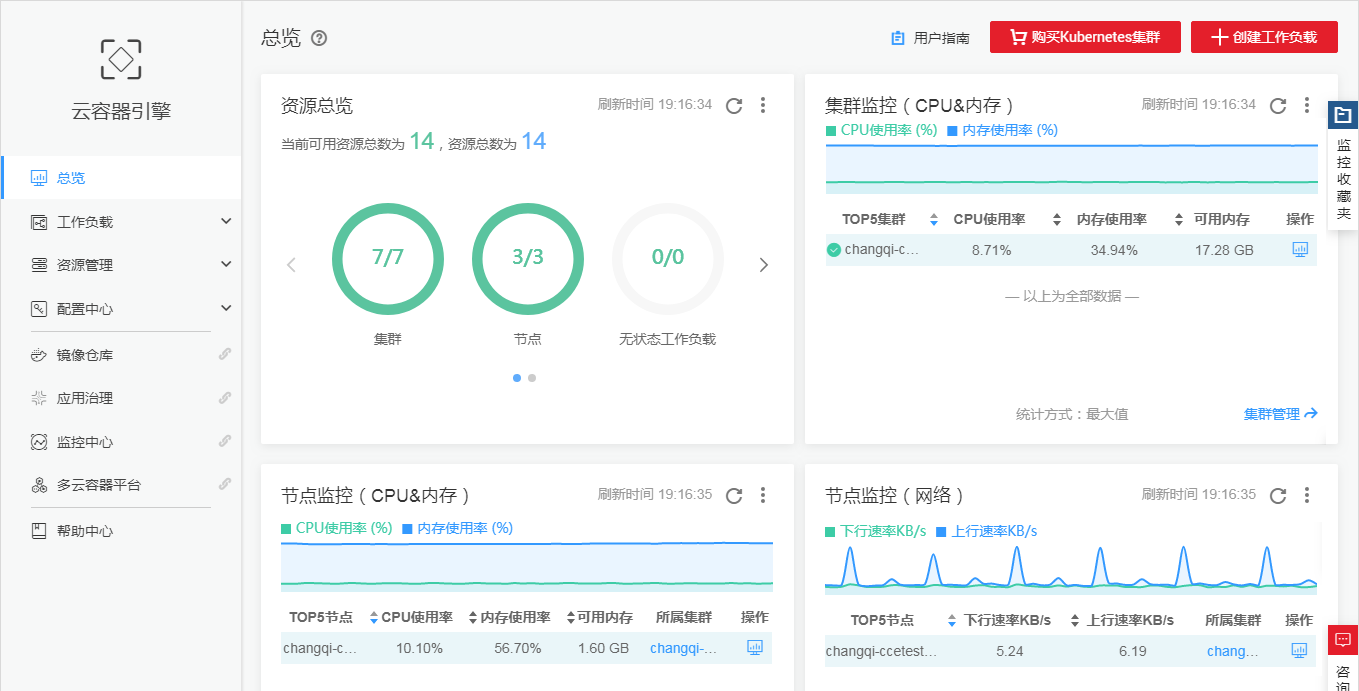 云容器引擎
总览
工作负载
资源管理
配置中心
镜像仓库
应用治理
监控中心
多云容器平台
帮助中心
总览 ?
用户指南
购买Kubernetes集群
创建工作负载
资源总览
刷新时间 19:16:34
当前可用资源总数为 14 , 资源总数为 14
7/7 3/3 0/0
集群 节点 无状态工作负载
集群监控 ( CPU&内存 )
刷新时间 19:16:34
CPU使用率 (%) 内存使用率 (%)
TOP5集群 CPU使用率 内存使用率 可用内存 操作
changqi-c... 8.71% 34.94% 17.28 GB
— 以上为全部数据 —
统计方式：最大值 集群管理
节点监控 ( CPU&内存 )
刷新时间 19:16:35
CPU使用率 (%) 内存使用率 (%)
TOP5节点 CPU使用率 内存使用率 可用内存 所属集群 操作
changqi-c... 10.10% 56.70% 1.60 GB changqi-...
节点监控 ( 网络 )
刷新时间 19:16:35
下行速率KB/s 上行速率KB/s
TOP5节点 下行速率KB/s 上行速率KB/s 所属集群 操作
changqi-ccetest... 5.24 6.19 chang...
监控收藏夹
咨询